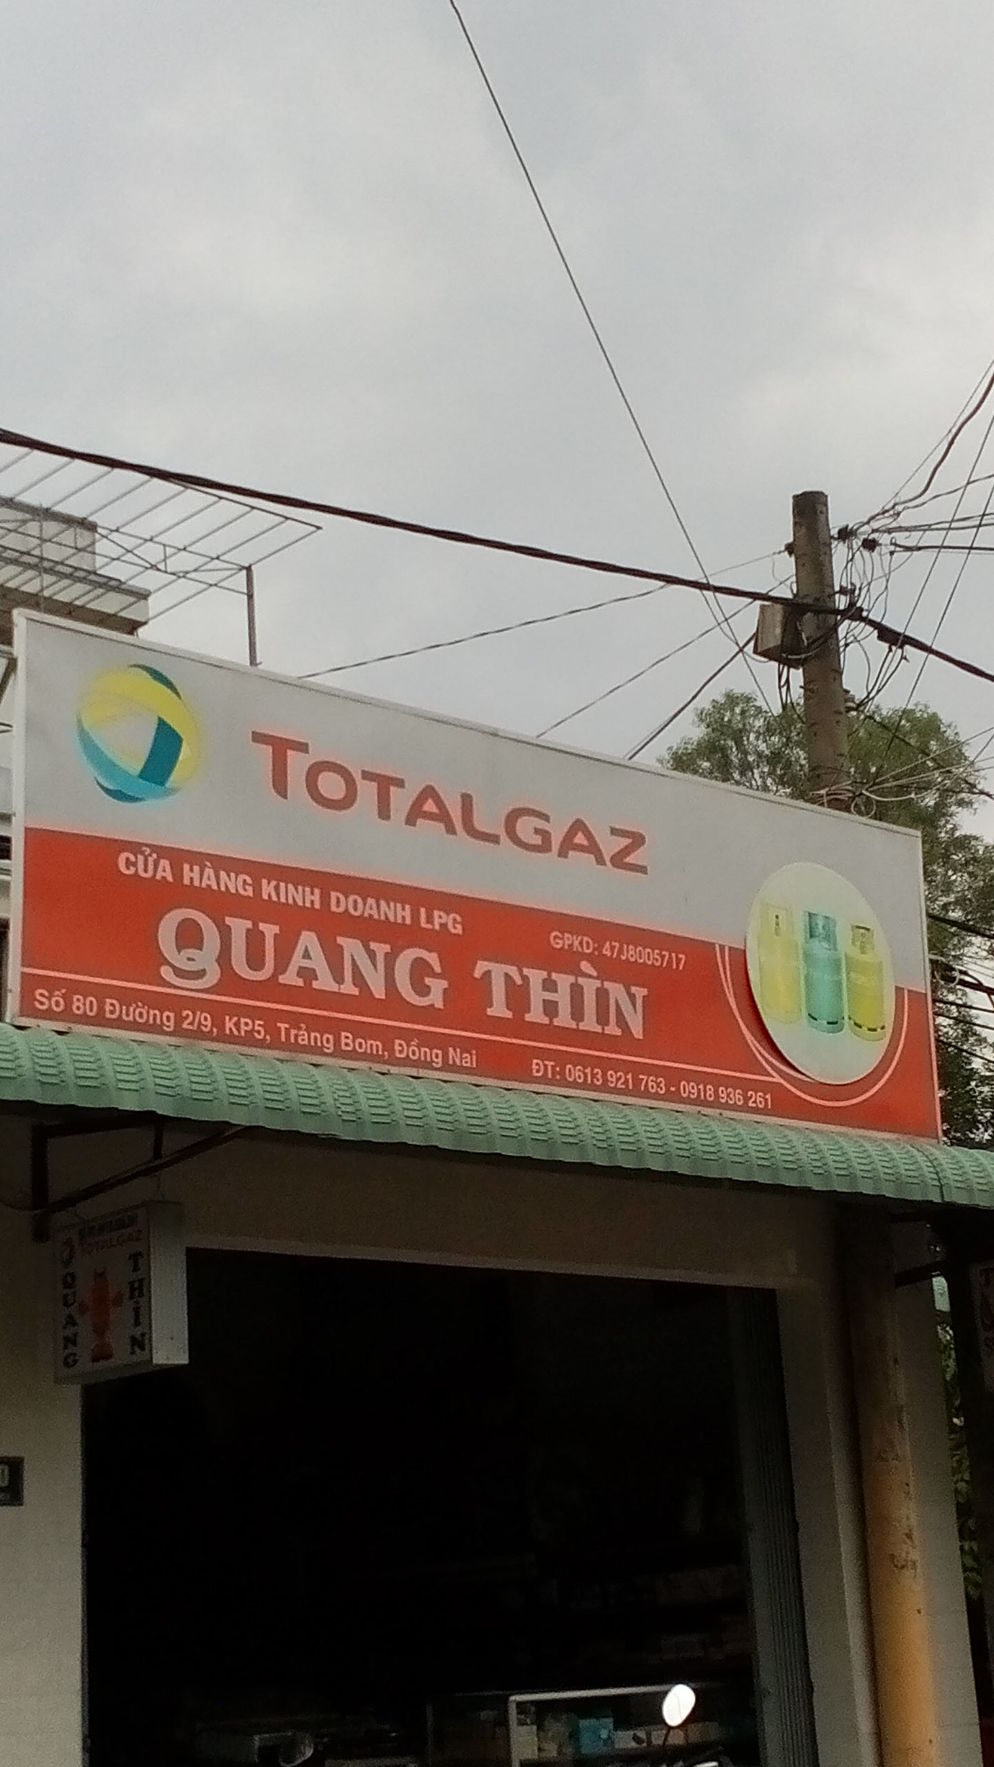 TOTALGAZ
CỬA HÀNG KINH DOANH LPG
GPKD: 47J8005717
QUANG THÌN
Số 80 Đường 2/9, KP5, Trảng Bom, Đồng Nai
ĐT: 0613 921 763 - 0918 936 261
TOTALGAZ
QUANG
THÌN